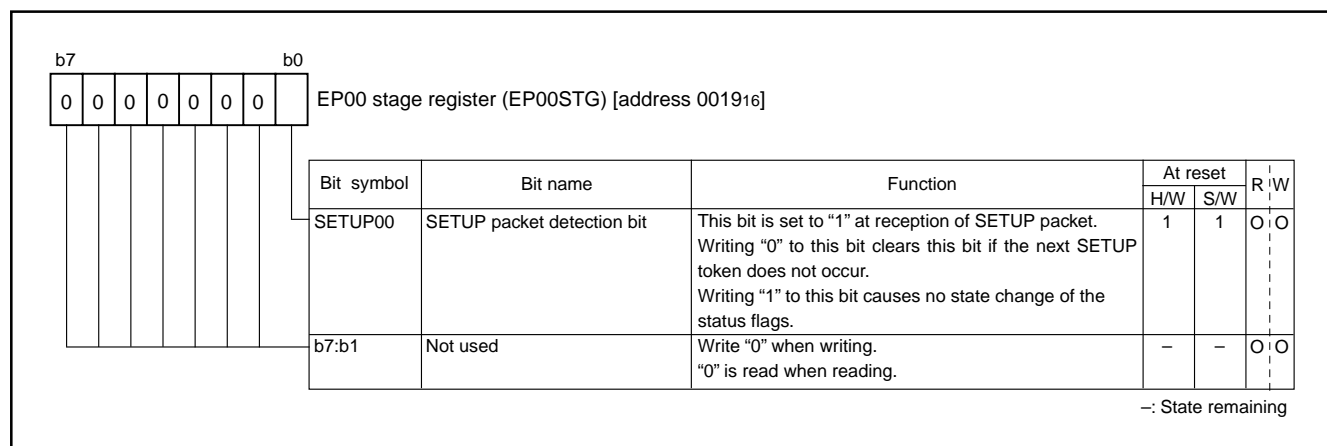 b7 b0
0 0 0 0 0 0 0
EP00 stage register (EP00STG) [address 001916]
Bit symbol Bit name Function At reset R W
H/W S/W
SETUP00 SETUP packet detection bit This bit is set to “1” at reception of SETUP packet. 1 1 O O
Writing “0” to this bit clears this bit if the next SETUP
token does not occur.
Writing “1” to this bit causes no state change of the
status flags.
b7:b1 Not used Write “0” when writing. – – O O
“0” is read when reading.
–: State remaining